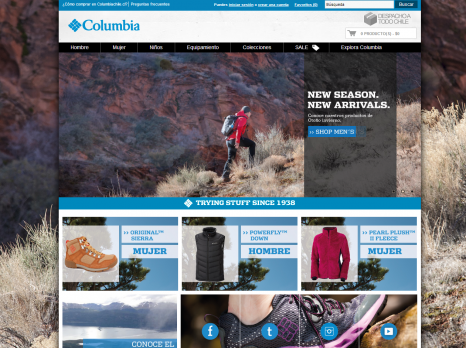 ¿Cómo comprar en Columbiachile.cl? | Preguntas frecuentes
Puedes iniciar sesión o crear una cuenta
Favoritos (0)
Búsqueda
Buscar
Columbia
DESPACHO A
TODO CHILE
0 PRODUCTO(S) - $0
Hombre
Mujer
Niños
Equipamiento
Colecciones
SALE
Explora Columbia
NEW SEASON.
NEW ARRIVALS.
Conoce nuestros productos de
Otoño Invierno.
>> SHOP MEN'S
TRYING STUFF SINCE 1938
>> ORIGINAL™
SIERRA
MUJER
>> POWERFLY™
DOWN
HOMBRE
>> PEARL PLUSH™
II FLEECE
MUJER
CONOCE EL